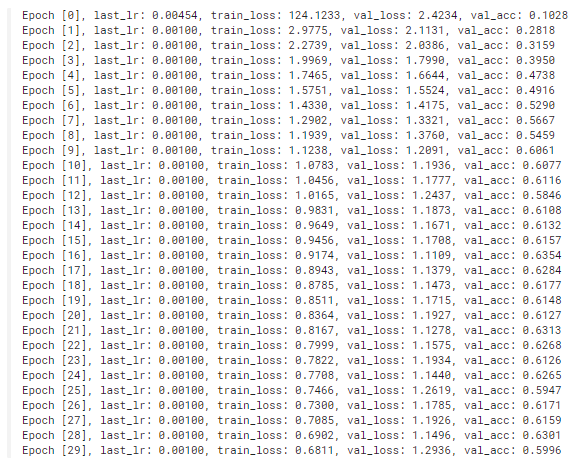 Epoch [0], last_lr: 0.00454, train_loss: 124.1233, val_loss: 2.4234, val_acc: 0.1028
Epoch [1], last_lr: 0.00100, train_loss: 2.9775, val_loss: 2.1131, val_acc: 0.2818
Epoch [2], last_lr: 0.00100, train_loss: 2.2739, val_loss: 2.0386, val_acc: 0.3159
Epoch [3], last_lr: 0.00100, train_loss: 1.9969, val_loss: 1.7990, val_acc: 0.3950
Epoch [4], last_lr: 0.00100, train_loss: 1.7465, val_loss: 1.6644, val_acc: 0.4738
Epoch [5], last_lr: 0.00100, train_loss: 1.5751, val_loss: 1.5524, val_acc: 0.4916
Epoch [6], last_lr: 0.00100, train_loss: 1.4330, val_loss: 1.4175, val_acc: 0.5290
Epoch [7], last_lr: 0.00100, train_loss: 1.2902, val_loss: 1.3321, val_acc: 0.5667
Epoch [8], last_lr: 0.00100, train_loss: 1.1939, val_loss: 1.3760, val_acc: 0.5459
Epoch [9], last_lr: 0.00100, train_loss: 1.1238, val_loss: 1.2091, val_acc: 0.6061
Epoch [10], last_lr: 0.00100, train_loss: 1.0783, val_loss: 1.1936, val_acc: 0.6077
Epoch [11], last_lr: 0.00100, train_loss: 1.0456, val_loss: 1.1777, val_acc: 0.6116
Epoch [12], last_lr: 0.00100, train_loss: 1.0165, val_loss: 1.2437, val_acc: 0.5846
Epoch [13], last_lr: 0.00100, train_loss: 0.9831, val_loss: 1.1873, val_acc: 0.6108
Epoch [14], last_lr: 0.00100, train_loss: 0.9649, val_loss: 1.1671, val_acc: 0.6132
Epoch [15], last_lr: 0.00100, train_loss: 0.9456, val_loss: 1.1708, val_acc: 0.6157
Epoch [16], last_lr: 0.00100, train_loss: 0.9174, val_loss: 1.1109, val_acc: 0.6354
Epoch [17], last_lr: 0.00100, train_loss: 0.8943, val_loss: 1.1379, val_acc: 0.6284
Epoch [18], last_lr: 0.00100, train_loss: 0.8785, val_loss: 1.1473, val_acc: 0.6177
Epoch [19], last_lr: 0.00100, train_loss: 0.8511, val_loss: 1.1715, val_acc: 0.6148
Epoch [20], last_lr: 0.00100, train_loss: 0.8364, val_loss: 1.1927, val_acc: 0.6127
Epoch [21], last_lr: 0.00100, train_loss: 0.8167, val_loss: 1.1278, val_acc: 0.6313
Epoch [22], last_lr: 0.00100, train_loss: 0.7999, val_loss: 1.1575, val_acc: 0.6268
Epoch [23], last_lr: 0.00100, train_loss: 0.7822, val_loss: 1.1934, val_acc: 0.6126
Epoch [24], last_lr: 0.00100, train_loss: 0.7708, val_loss: 1.1440, val_acc: 0.6265
Epoch [25], last_lr: 0.00100, train_loss: 0.7466, val_loss: 1.2619, val_acc: 0.5947
Epoch [26], last_lr: 0.00100, train_loss: 0.7300, val_loss: 1.1785, val_acc: 0.6171
Epoch [27], last_lr: 0.00100, train_loss: 0.7085, val_loss: 1.1926, val_acc: 0.6159
Epoch [28], last_lr: 0.00100, train_loss: 0.6902, val_loss: 1.1496, val_acc: 0.6301
Epoch [29], last_lr: 0.00100, train_loss: 0.6811, val_loss: 1.2936, val_acc: 0.5996